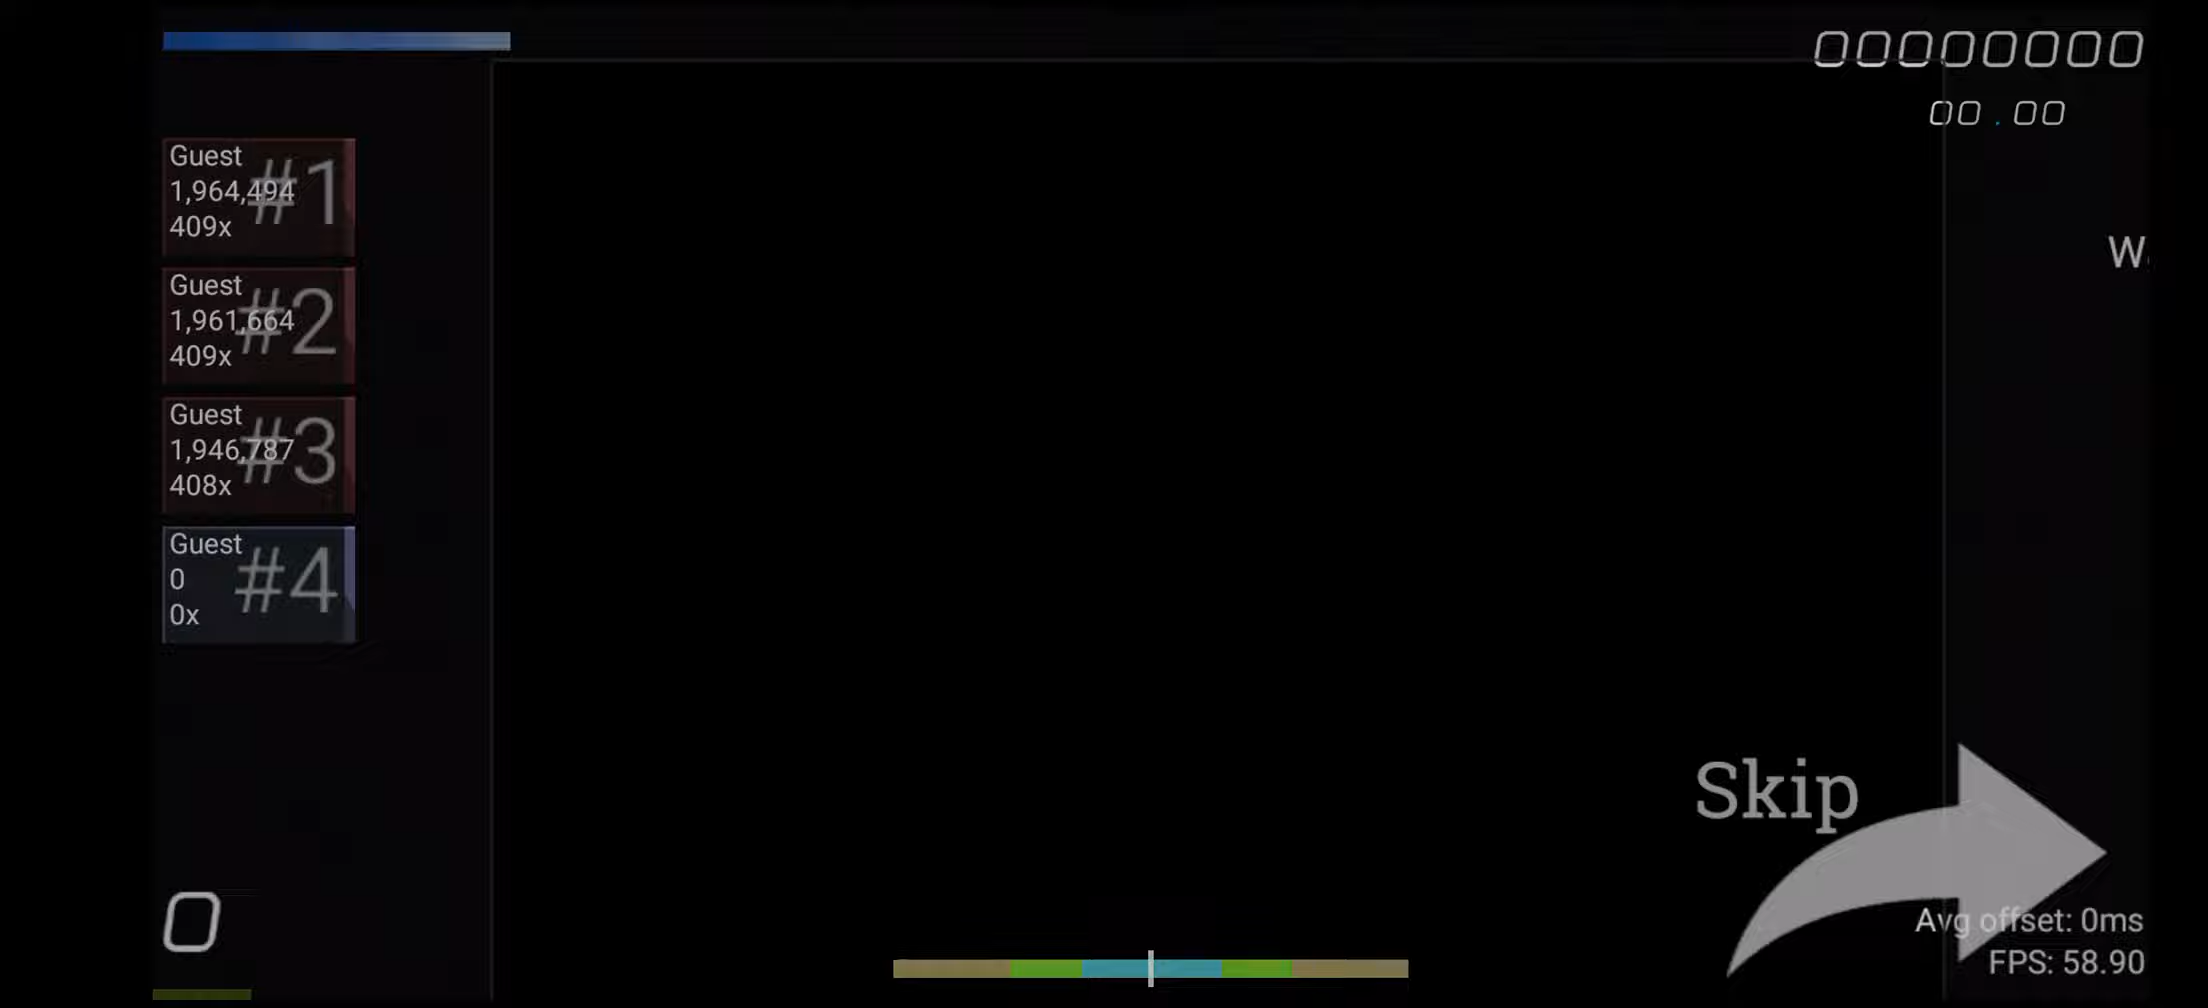 00000000
00.00
Guest
1,964,494
409x
#1
Guest
1,961,664
409x
#2
Guest
1,946,787
408x
#3
Guest
0
0x
#4
Skip
0
Avg offset: 0ms
FPS: 58.90